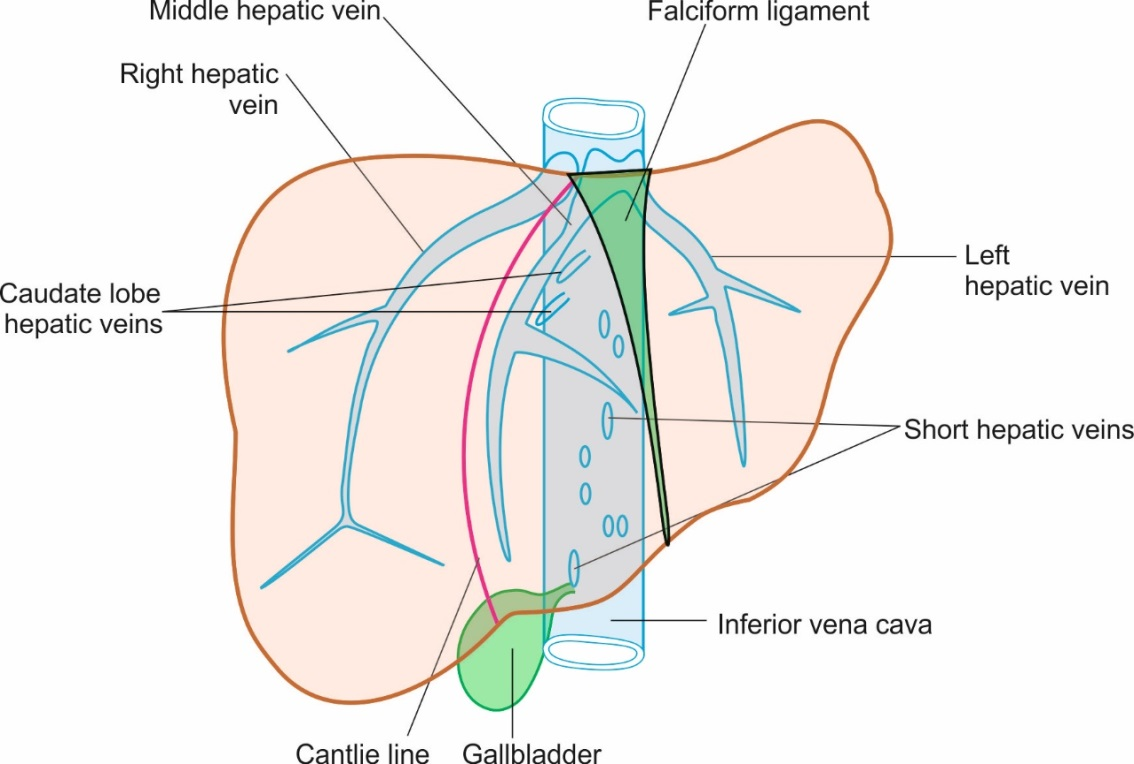 Middle hepatic vein
Falciform ligament
Right hepatic
vein
Left
hepatic vein
Caudate lobe
hepatic veins
Short hepatic veins
Inferior vena cava
Cantlie line
Gallbladder